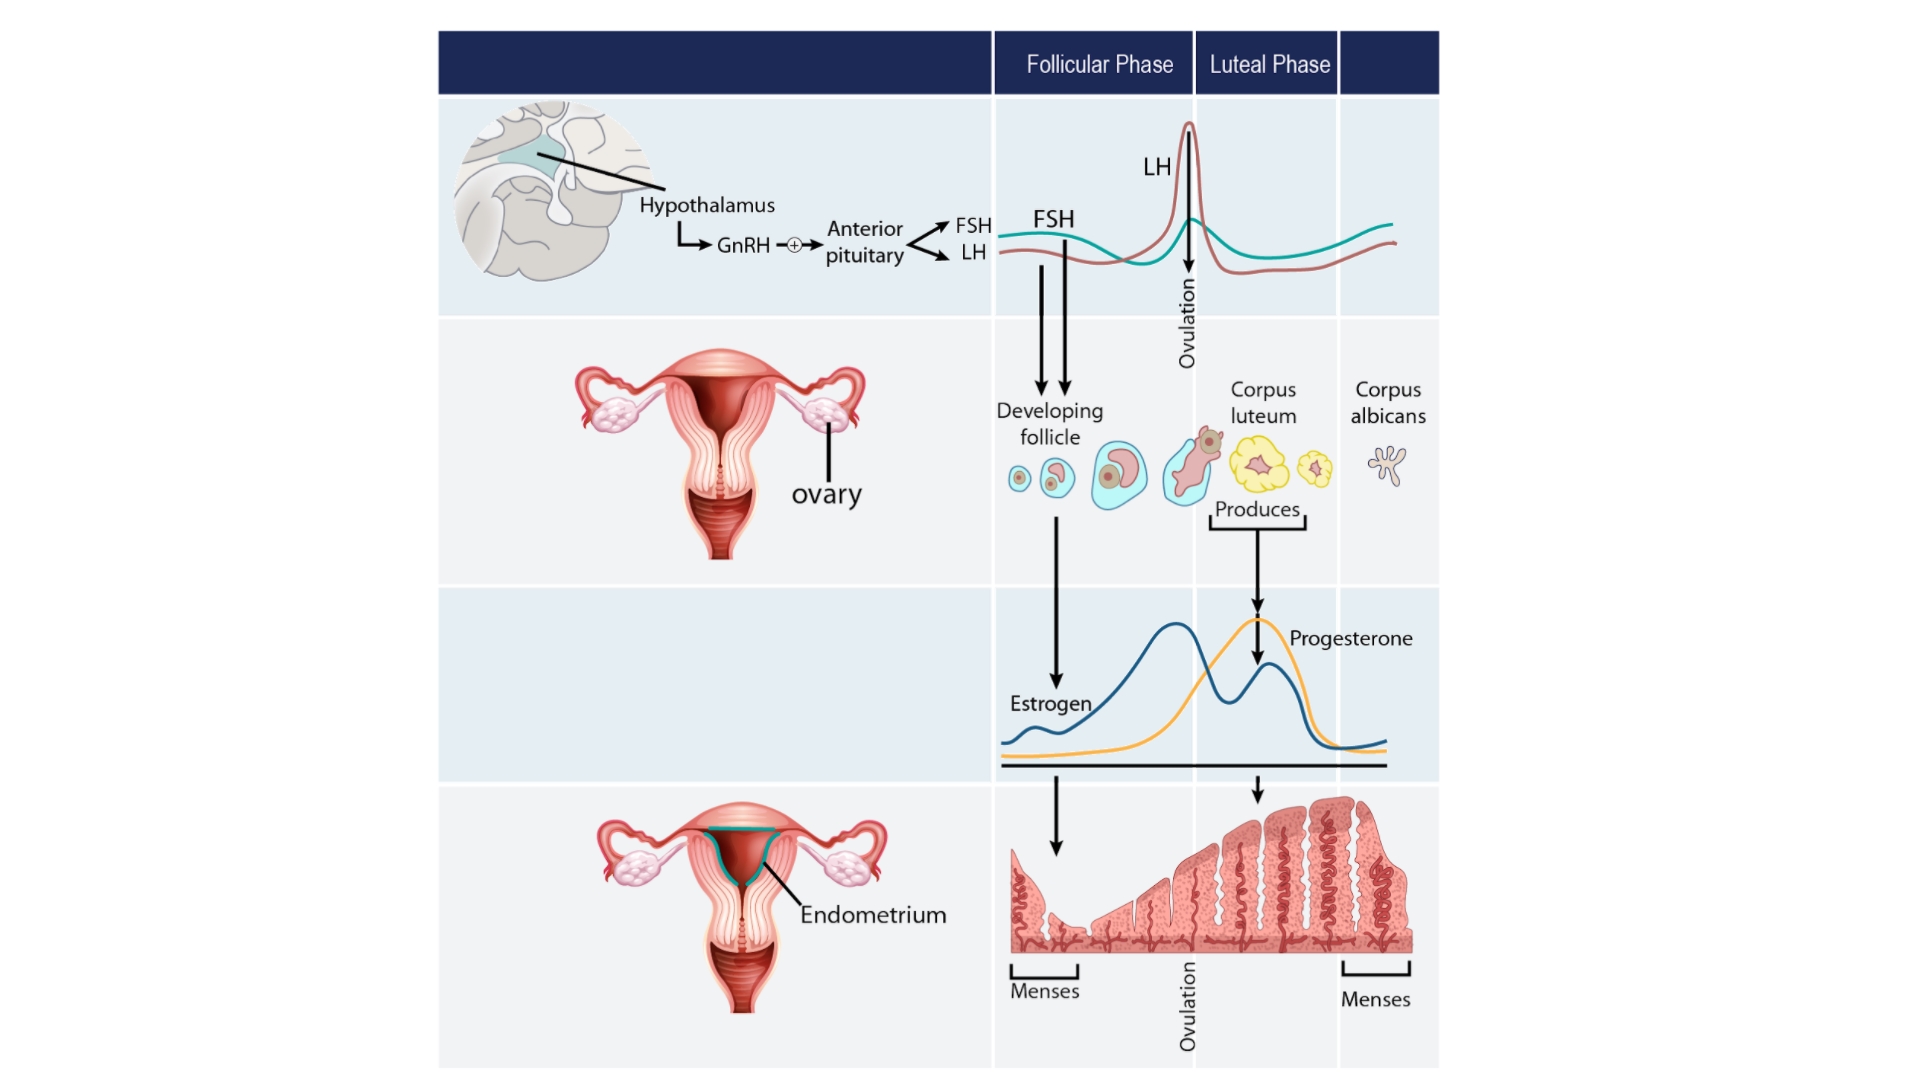 Follicular Phase
Luteal Phase
Hypothalamus
GnRH
+
Anterior
pituitary
FSH
LH
FSH
LH
Ovulation
ovary
Developing
follicle
Corpus
luteum
Corpus
albicans
Produces
Estrogen
Progesterone
Endometrium
Menses
Ovulation
Menses